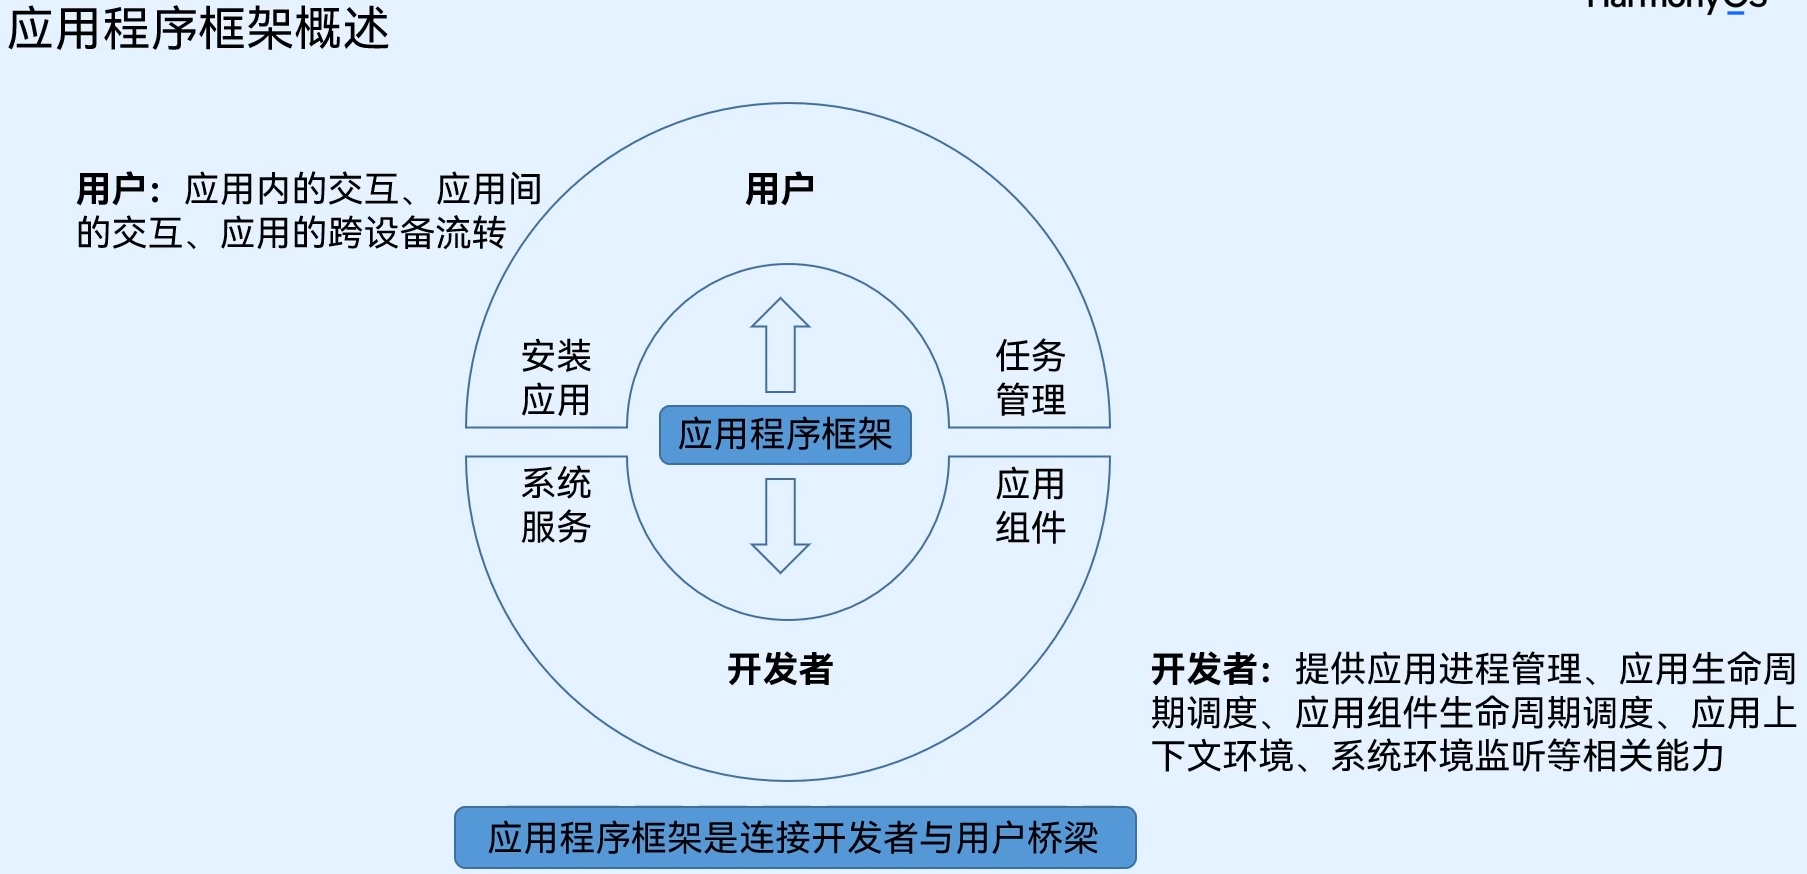 应用程序框架概述
HarmonyOS
用户：应用内的交互、应用间
的交互、应用的跨设备流转
用户
安装
应用
任务
管理
应用程序框架
系统
服务
应用
组件
开发者
开发者：提供应用进程管理、应用生命周
期调度、应用组件生命周期调度、应用上
下文环境、系统环境监听等相关能力
应用程序框架是连接开发者与用户桥梁